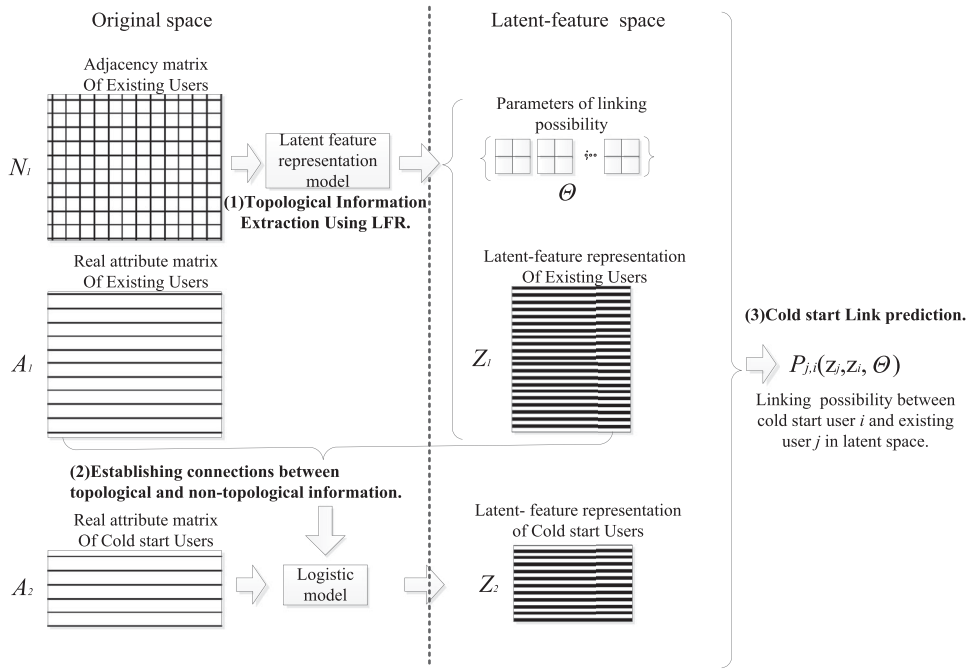 Original space
Latent-feature space
Adjacency matrix
Of Existing Users
N1
Latent feature
representation
model
(1)Topological Information
Extraction Using LFR.
Parameters of linking
possibility
Θ
Real attribute matrix
Of Existing Users
A1
Latent-feature representation
Of Existing Users
Z1
(3)Cold start Link prediction.
Pj,i(zj,zi, Θ)
Linking possibility between
cold start user i and existing
user j in latent space.
(2)Establishing connections between
topological and non-topological information.
Real attribute matrix
Of Cold start Users
A2
Logistic
model
Latent- feature representation
of Cold start Users
Z2